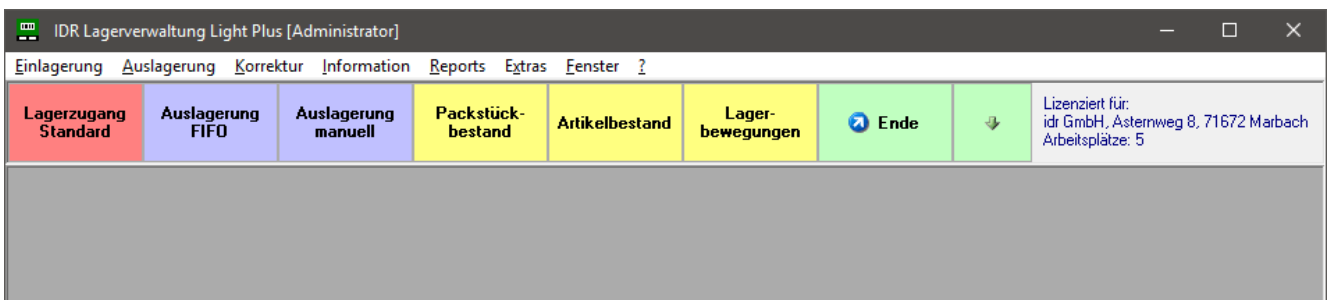 IDR Lagerverwaltung Light Plus [Administrator]
Einlagerung Auslagerung Korrektur Information Reports Extras Fenster ?
Lagerzugang
Standard
Auslagerung
FIFO
Auslagerung
manuell
Packstück-
bestand
Artikelbestand
Lager-
bewegungen
Ende
Lizenziert für:
idr GmbH, Asternweg 8, 71672 Marbach
Arbeitsplätze: 5